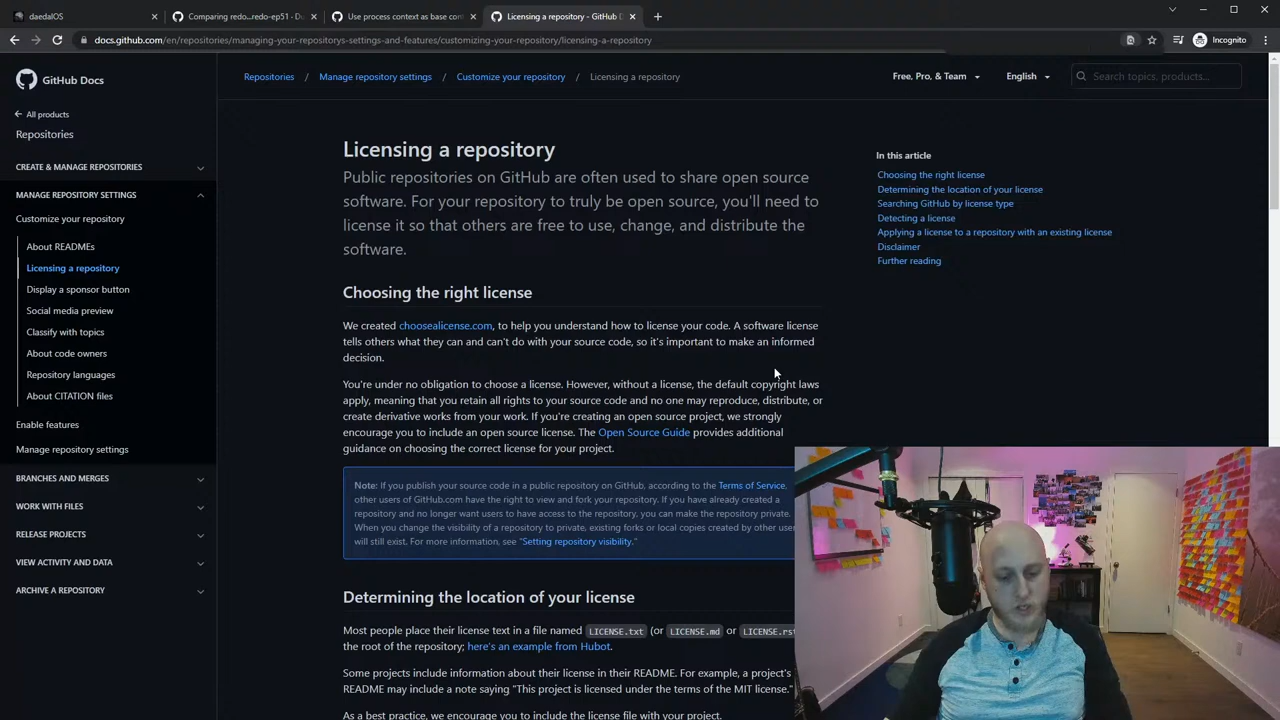 daedalOS
Comparing redo...redo-ep51 · Da
Use process context as base com
Licensing a repository - GitHub D
docs.github.com/en/repositories/managing-your-repositorys-settings-and-features/customizing-your-repository/licensing-a-repository
Incognito
GitHub Docs
Repositories / Manage repository settings / Customize your repository / Licensing a repository
Free, Pro, & Team
English
Search topics, products...
All products
Repositories
CREATE & MANAGE REPOSITORIES
MANAGE REPOSITORY SETTINGS
Customize your repository
About READMEs
Licensing a repository
Display a sponsor button
Social media preview
Classify with topics
About code owners
Repository languages
About CITATION files
Enable features
Manage repository settings
BRANCHES AND MERGES
WORK WITH FILES
RELEASE PROJECTS
VIEW ACTIVITY AND DATA
ARCHIVE A REPOSITORY
Licensing a repository
Public repositories on GitHub are often used to share open source
software. For your repository to truly be open source, you'll need to
license it so that others are free to use, change, and distribute the
software.
Choosing the right license
We created choosealicense.com, to help you understand how to license your code. A software license
tells others what they can and can't do with your source code, so it's important to make an informed
decision.
You're under no obligation to choose a license. However, without a license, the default copyright laws
apply, meaning that you retain all rights to your source code and no one may reproduce, distribute, or
create derivative works from your work. If you're creating an open source project, we strongly
encourage you to include an open source license. The Open Source Guide provides additional
guidance on choosing the correct license for your project.
Note: If you publish your source code in a public repository on GitHub, according to the Terms of Service,
other users of GitHub.com have the right to view and fork your repository. If you have already created a
repository and no longer want users to have access to the repository, you can make the repository private.
When you change the visibility of a repository to private, existing forks or local copies created by other user
will still exist. For more information, see "Setting repository visibility."
Determining the location of your license
Most people place their license text in a file named LICENSE.txt (or LICENSE.md or LICENSE.rst
the root of the repository; here's an example from Hubot.
Some projects include information about their license in their README. For example, a project's
README may include a note saying "This project is licensed under the terms of the MIT license."
As a best practice, we encourage you to include the license file with your project.
In this article
Choosing the right license
Determining the location of your license
Searching GitHub by license type
Detecting a license
Applying a license to a repository with an existing license
Disclaimer
Further reading